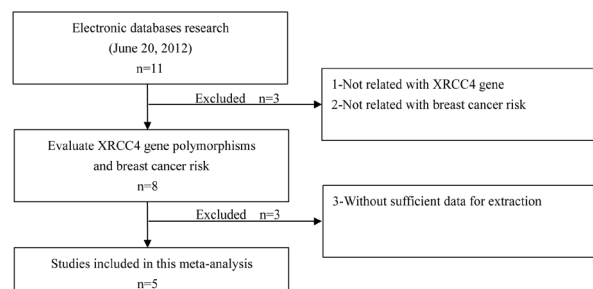 Electronic databases research
(June 20, 2012)
n=11
Excluded n=3
1-Not related with XRCC4 gene
2-Not related with breast cancer risk
Evaluate XRCC4 gene polymorphisms
and breast cancer risk
n=8
Excluded n=3
3-Without sufficient data for extraction
Studies included in this meta-analysis
n=5